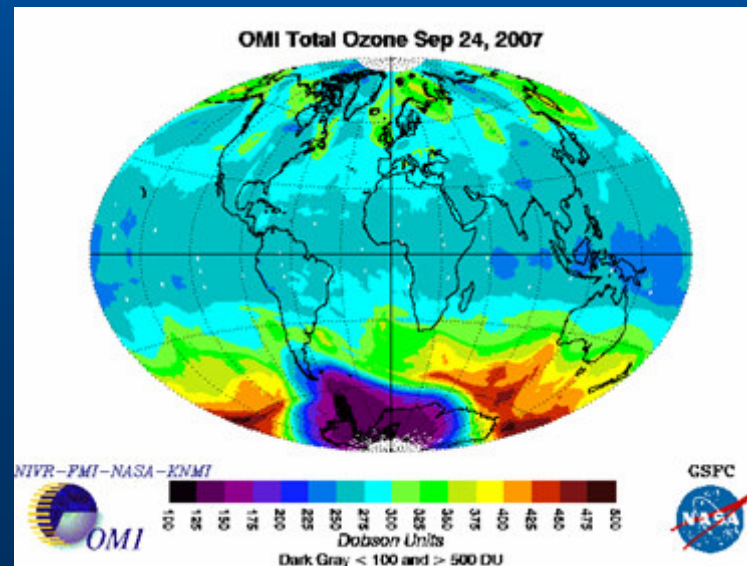 OMI Total Ozone Sep 24, 2007
NIVR-FMI-NASA-KNMI
GSFC
OMI
NASA
100 125 150 175 200 225 250 275 300 325 350 375 400 425 450 475 500
Dobson Units
Dark Gray < 100 and > 500 DU